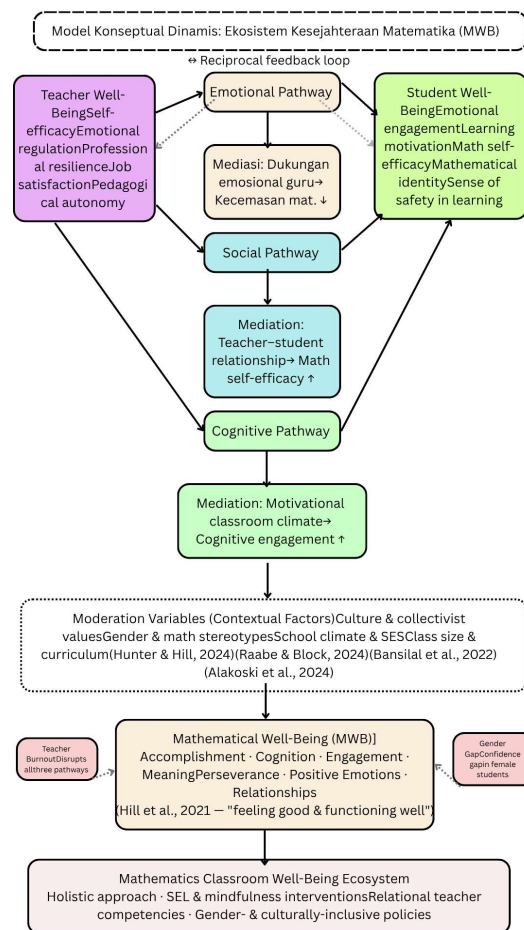 Model Konseptual Dinamis: Ekosistem Kesejahteraan Matematika (MWB)
↔ Reciprocal feedback loop
Teacher Well-
BeingSelf-
efficacyEmotional
regulationProfession
al resilienceJob
satisfactionPedagogi
cal autonomy
Emotional Pathway
Student Well-
BeingEmotional
engagementLearning
motivationMath self-
efficacyMathematical
identitySense of
safety in learning
Mediasi: Dukungan
emosional guru→
Kecemasan mat. ↓
Social Pathway
Mediation:
Teacher–student
relationship→ Math
self-efficacy ↑
Cognitive Pathway
Mediation: Motivational
classroom climate→
Cognitive engagement ↑
Moderation Variables (Contextual Factors)Culture & collectivist
valuesGender & math stereotypesSchool climate & SESClass size &
curriculum(Hunter & Hill, 2024)(Raabe & Block, 2024)(Bansilal et al., 2022)
(Alakoski et al., 2024)
Teacher
BurnoutDisrupts
allthree pathways
Mathematical Well-Being (MWB)]
Accomplishment · Cognition · Engagement ·
MeaningPerseverance · Positive Emotions ·
Relationships
(Hill et al., 2021 — "feeling good & functioning well")
Gender
GapConfidence
gapin female
students
Mathematics Classroom Well-Being Ecosystem
Holistic approach · SEL & mindfulness interventionsRelational teacher
competencies · Gender- & culturally-inclusive policies